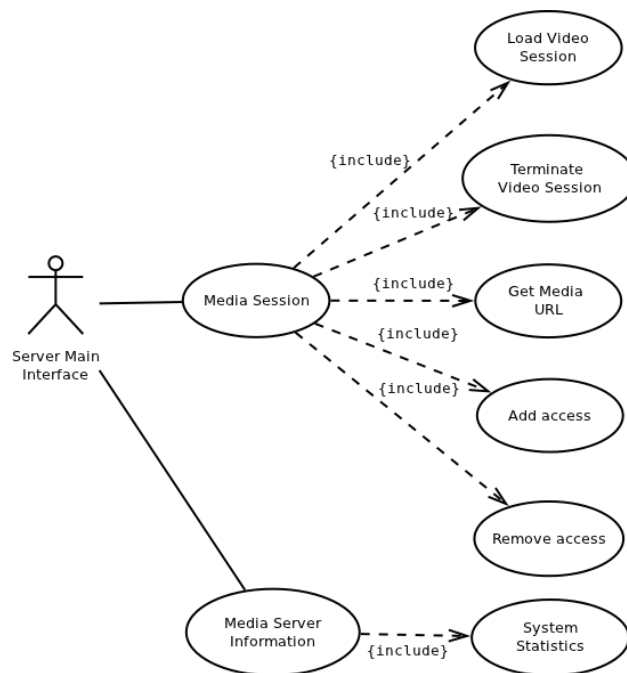 Load Video
Session
{include}
Terminate
Video Session
{include}
Media Session
{include}
Get Media
URL
Server Main
Interface
{include}
{include}
Add access
Remove access
Media Server
Information
{include}
System
Statistics